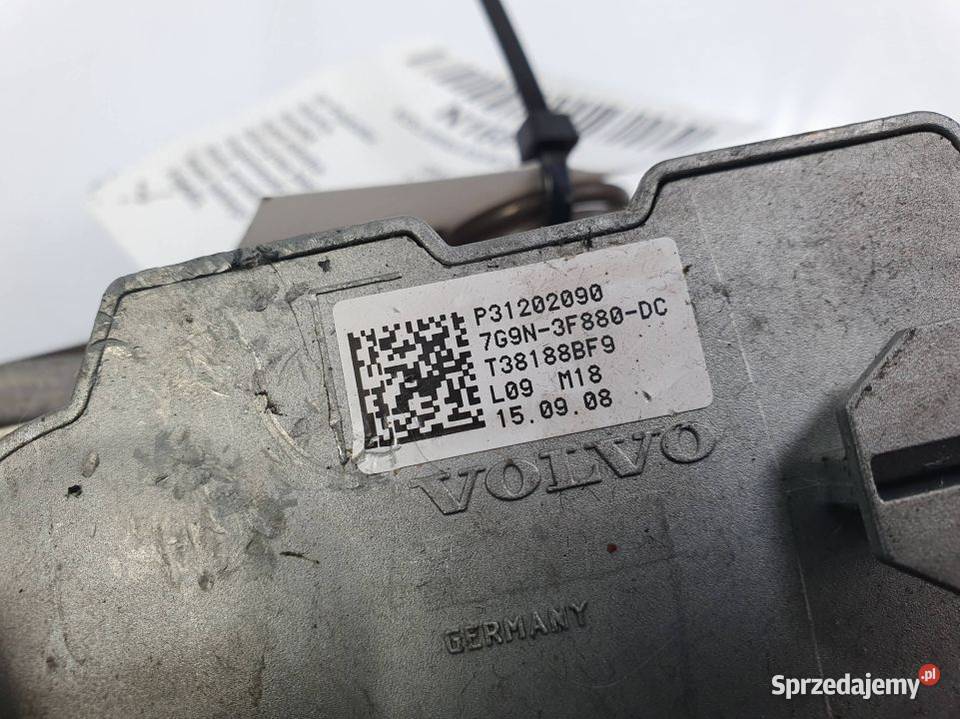 P31202090
7G9N-3F880-DC
T38188BF9
L09 M18
15.09.08
VOLVO
GERMANY
Sprzedajemy.pl